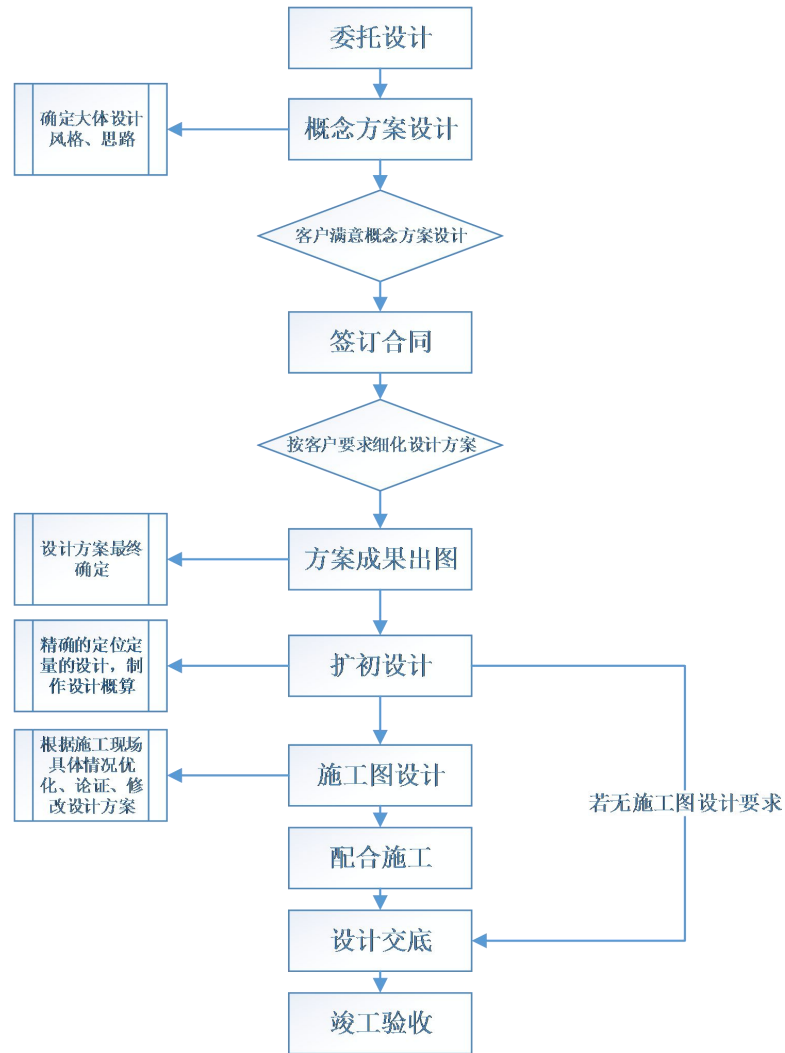 委托设计
确定大体设计
风格、思路
概念方案设计
客户满意概念方案设计
签订合同
按客户要求细化设计方案
设计方案最终
确定
方案成果出图
精确的定位定
量的设计，制
作设计概算
扩初设计
根据施工现场
具体情况优
化、论证、修
改设计方案
施工图设计
若无施工图设计要求
配合施工
设计交底
竣工验收